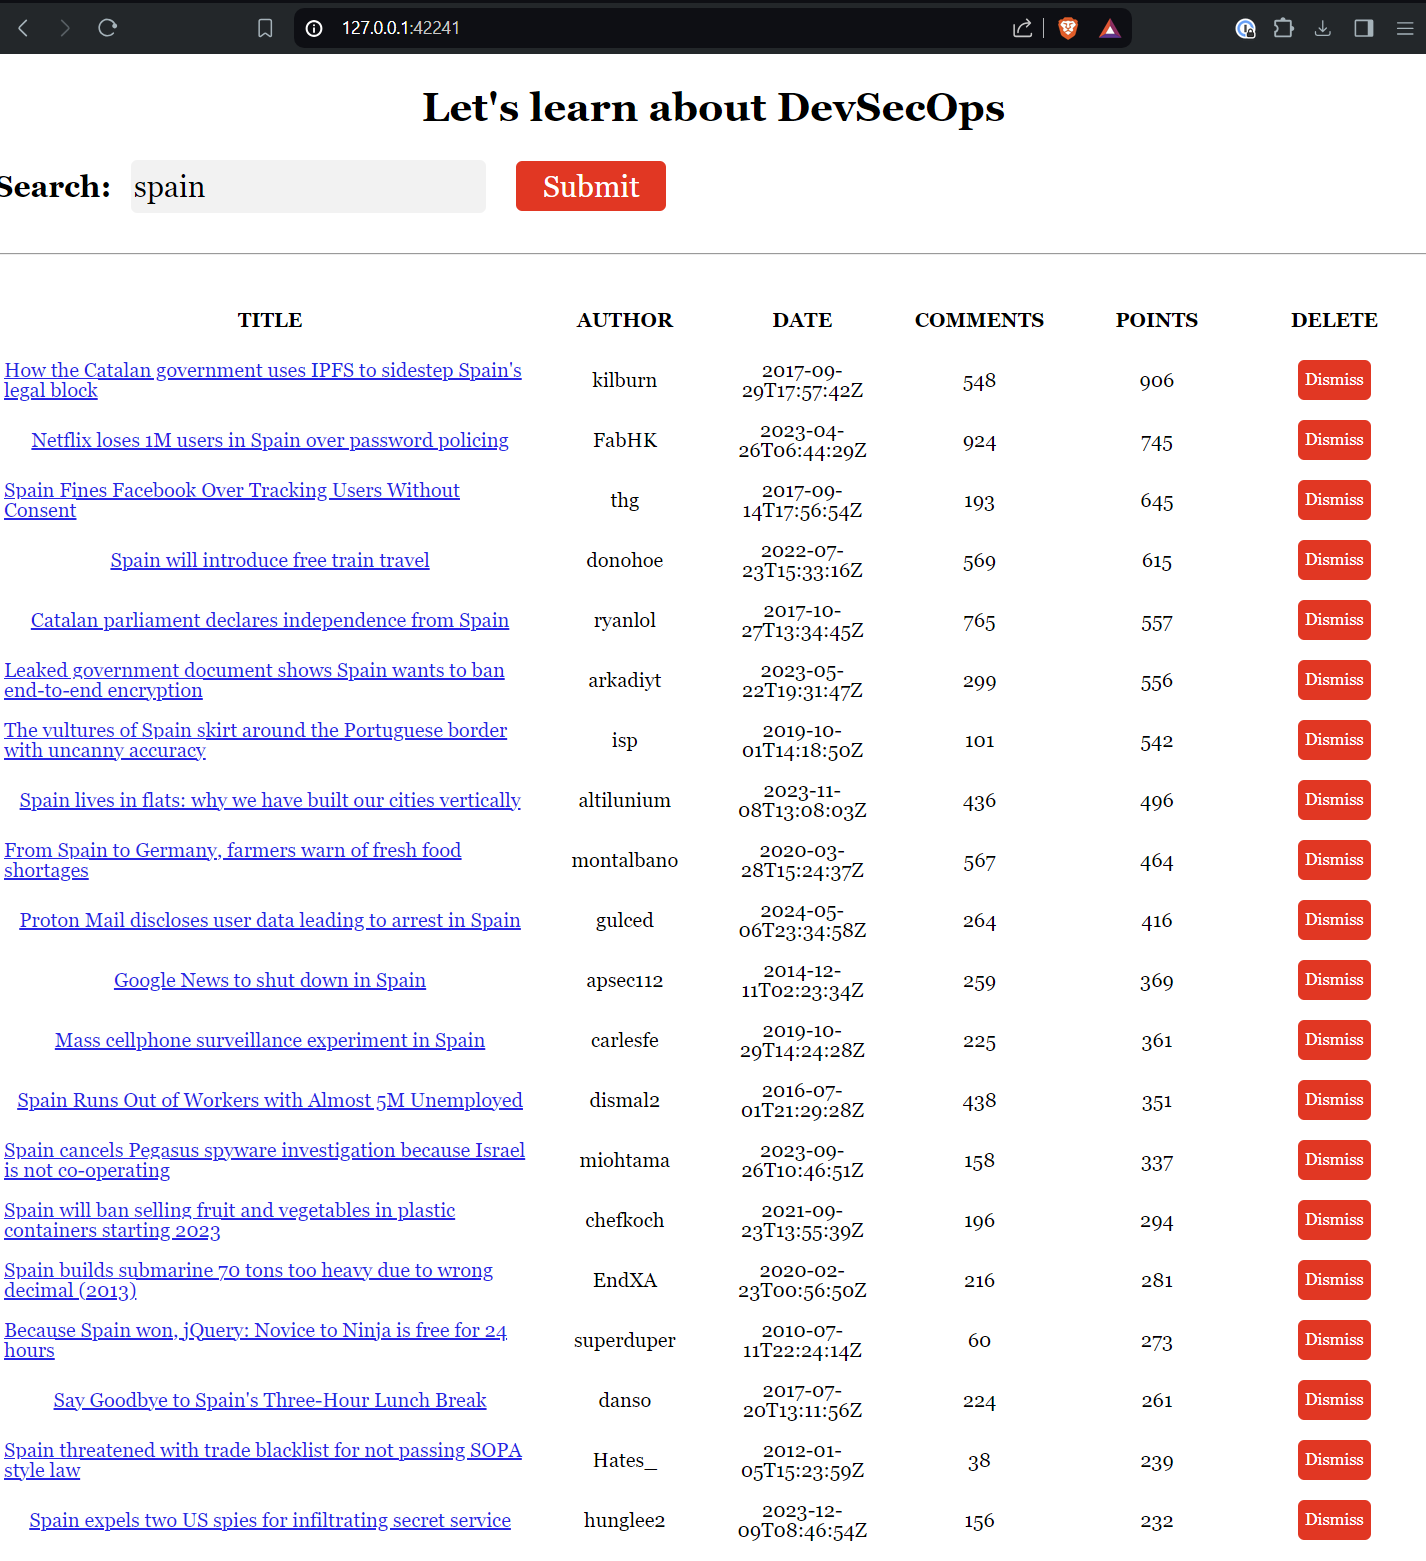 127.0.0.1:42241
Let's learn about DevSecOps
Search: spain Submit
TITLE AUTHOR DATE COMMENTS POINTS DELETE
How the Catalan government uses IPFS to sidestep Spain's
legal block
kilburn
2017-09-
29T17:57:42Z
548 906 Dismiss
Netflix loses 1M users in Spain over password policing FabHK
2023-04-
26T06:44:29Z
924 745 Dismiss
Spain Fines Facebook Over Tracking Users Without
Consent
thg
2017-09-
14T17:56:54Z
193 645 Dismiss
Spain will introduce free train travel donohoe
2022-07-
23T15:33:16Z
569 615 Dismiss
Catalan parliament declares independence from Spain ryanlol
2017-10-
27T13:34:45Z
765 557 Dismiss
Leaked government document shows Spain wants to ban
end-to-end encryption
arkadiyt
2023-05-
22T19:31:47Z
299 556 Dismiss
The vultures of Spain skirt around the Portuguese border
with uncanny accuracy
isp
2019-10-
01T14:18:50Z
101 542 Dismiss
Spain lives in flats: why we have built our cities vertically altilunium
2023-11-
08T13:08:03Z
436 496 Dismiss
From Spain to Germany, farmers warn of fresh food
shortages
montalbano
2020-03-
28T15:24:37Z
567 464 Dismiss
Proton Mail discloses user data leading to arrest in Spain gulced
2024-05-
06T23:34:58Z
264 416 Dismiss
Google News to shut down in Spain apsec112
2014-12-
11T02:23:34Z
259 369 Dismiss
Mass cellphone surveillance experiment in Spain carlesfe
2019-10-
29T14:24:28Z
225 361 Dismiss
Spain Runs Out of Workers with Almost 5M Unemployed dismal2
2016-07-
01T21:29:28Z
438 351 Dismiss
Spain cancels Pegasus spyware investigation because Israel
is not co-operating
miohtama
2023-09-
26T10:46:51Z
158 337 Dismiss
Spain will ban selling fruit and vegetables in plastic
containers starting 2023
chefkoch
2021-09-
23T13:55:39Z
196 294 Dismiss
Spain builds submarine 70 tons too heavy due to wrong
decimal (2013)
EndXA
2020-02-
23T00:56:50Z
216 281 Dismiss
Because Spain won, jQuery: Novice to Ninja is free for 24
hours
superduper
2010-07-
11T22:24:14Z
60 273 Dismiss
Say Goodbye to Spain's Three-Hour Lunch Break danso
2017-07-
20T13:11:56Z
224 261 Dismiss
Spain threatened with trade blacklist for not passing SOPA
style law
Hates_
2012-01-
05T15:23:59Z
38 239 Dismiss
Spain expels two US spies for infiltrating secret service hunglee2
2023-12-
09T08:46:54Z
156 232 Dismiss